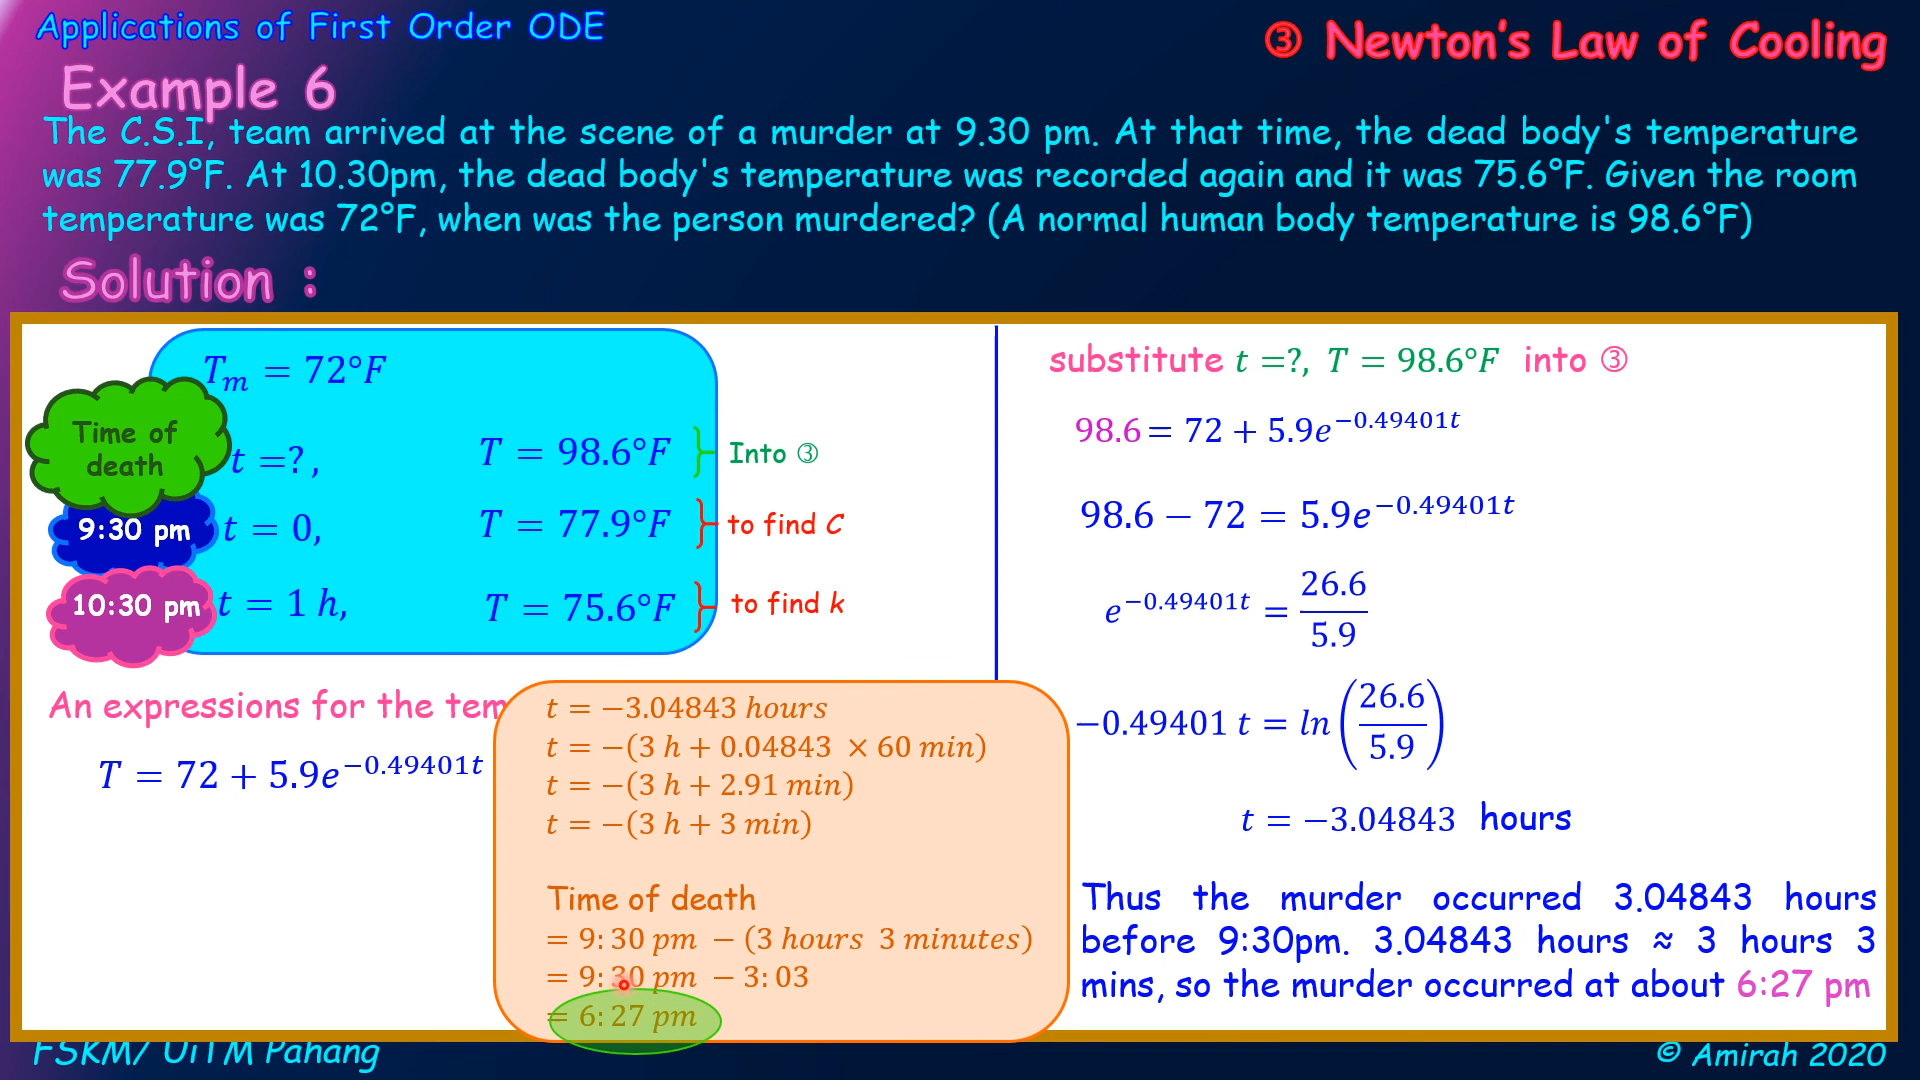 Applications of First Order ODE
③ Newton's Law of Cooling
Example 6
The C.S.I, team arrived at the scene of a murder at 9.30 pm. At that time, the dead body's temperature
was 77.9°F. At 10.30pm, the dead body's temperature was recorded again and it was 75.6°F. Given the room
temperature was 72°F, when was the person murdered? (A normal human body temperature is 98.6°F)
Solution :
Tₘ = 72°F
Time of
death
t =? , T = 98.6°F Into ③
9:30 pm t = 0, T = 77.9°F to find C
10:30 pm t = 1 h, T = 75.6°F to find k
An expressions for the tem
T = 72 + 5.9e^{−0.49401t}
t = −3.04843 hours
t = −(3 h + 0.04843 × 60 min)
t = −(3 h + 2.91 min)
t = −(3 h + 3 min)
Time of death
= 9: 30 pm − (3 hours 3 minutes)
= 9: 30 pm − 3: 03
= 6: 27 pm
substitute t =?, T = 98.6°F into ③
98.6 = 72 + 5.9e^{−0.49401t}
98.6 − 72 = 5.9e^{−0.49401t}
e^{−0.49401t} = 26.6/5.9
−0.49401 t = ln(26.6/5.9)
t = −3.04843 hours
Thus the murder occurred 3.04843 hours
before 9:30pm. 3.04843 hours ≈ 3 hours 3
mins, so the murder occurred at about 6:27 pm
FSKM/ UiTM Pahang
© Amirah 2020